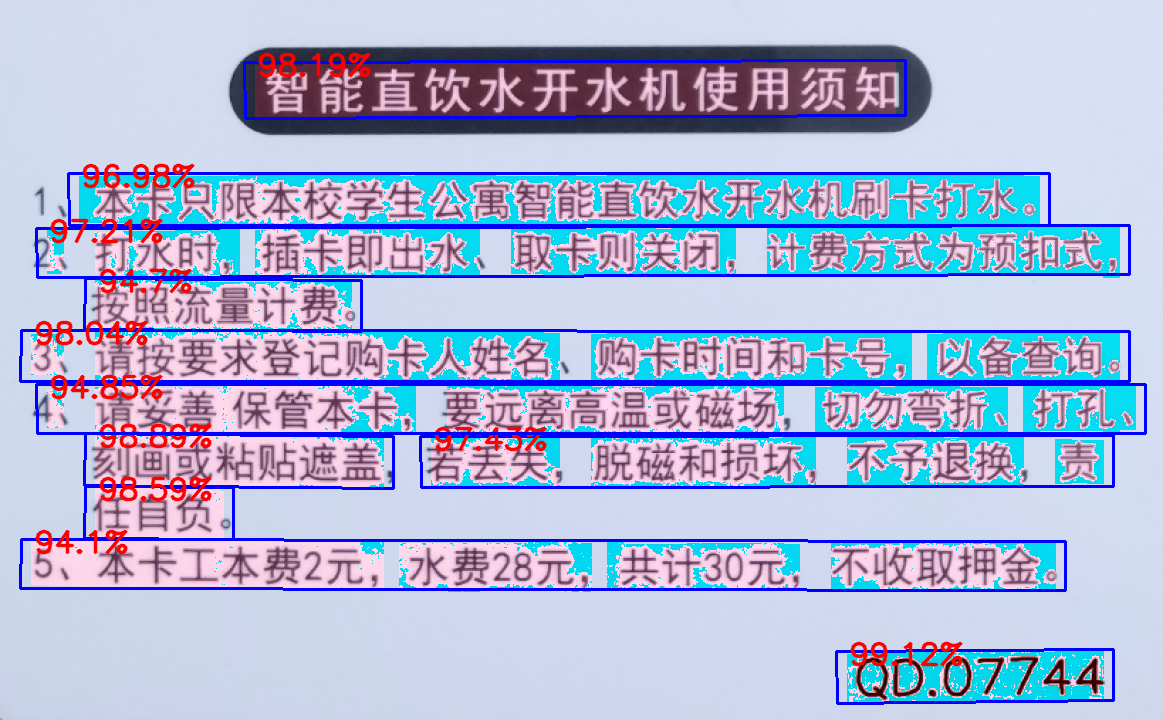 智能直饮水开水机使用须知
98.19%
96.98%
1、本卡只限本校学生公寓智能直饮水开水机刷卡打水。
97.21%
2、打水时，插卡即出水、取卡则关闭，计费方式为预扣式，
94.7%
按照流量计费。
98.04%
3、请按要求登记购卡人姓名、购卡时间和卡号，以备查询。
94.85%
4、请妥善保管本卡，要远离高温或磁场，切勿弯折、打孔、
98.89%
97.43%
刻画或粘贴遮盖，若丢失，脱磁和损坏，不予退换，责
98.59%
任自负。
94.1%
5、本卡工本费2元，水费28元，共计30元，不收取押金。
99.12%
QD.07744